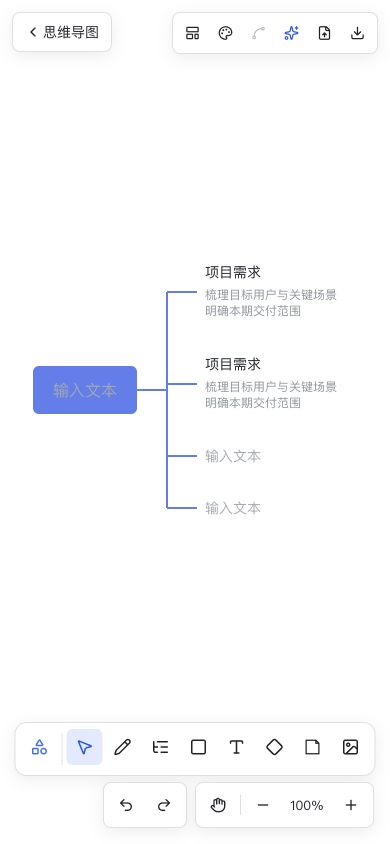 思维导图
项目需求
梳理目标用户与关键场景
明确本期交付范围
项目需求
梳理目标用户与关键场景
明确本期交付范围
输入文本
输入文本
输入文本
100%